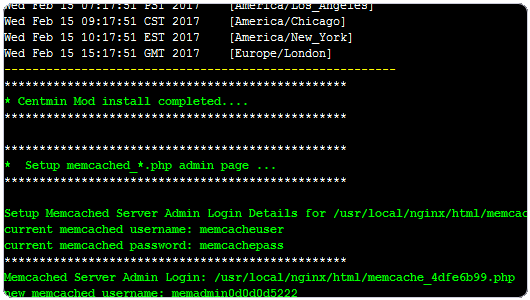 Wed Feb 15 07:17:51 PST 2017    [America/Los_Angeles]
Wed Feb 15 09:17:51 CST 2017    [America/Chicago]
Wed Feb 15 10:17:51 EST 2017    [America/New_York]
Wed Feb 15 15:17:51 GMT 2017    [Europe/London]
--------------------------------------------------------
*************************************************
* Centmin Mod install completed....
*************************************************
*************************************************
*  Setup memcached_*.php admin page ...
*************************************************
Setup Memcached Server Admin Login Details for /usr/local/nginx/html/memcac
current memcached username: memcacheuser
current memcached password: memcachepass
*************************************************
Memcached Server Admin Login: /usr/local/nginx/html/memcache_4dfe6b99.php
new memcached username: memadmin0d0d0d5222